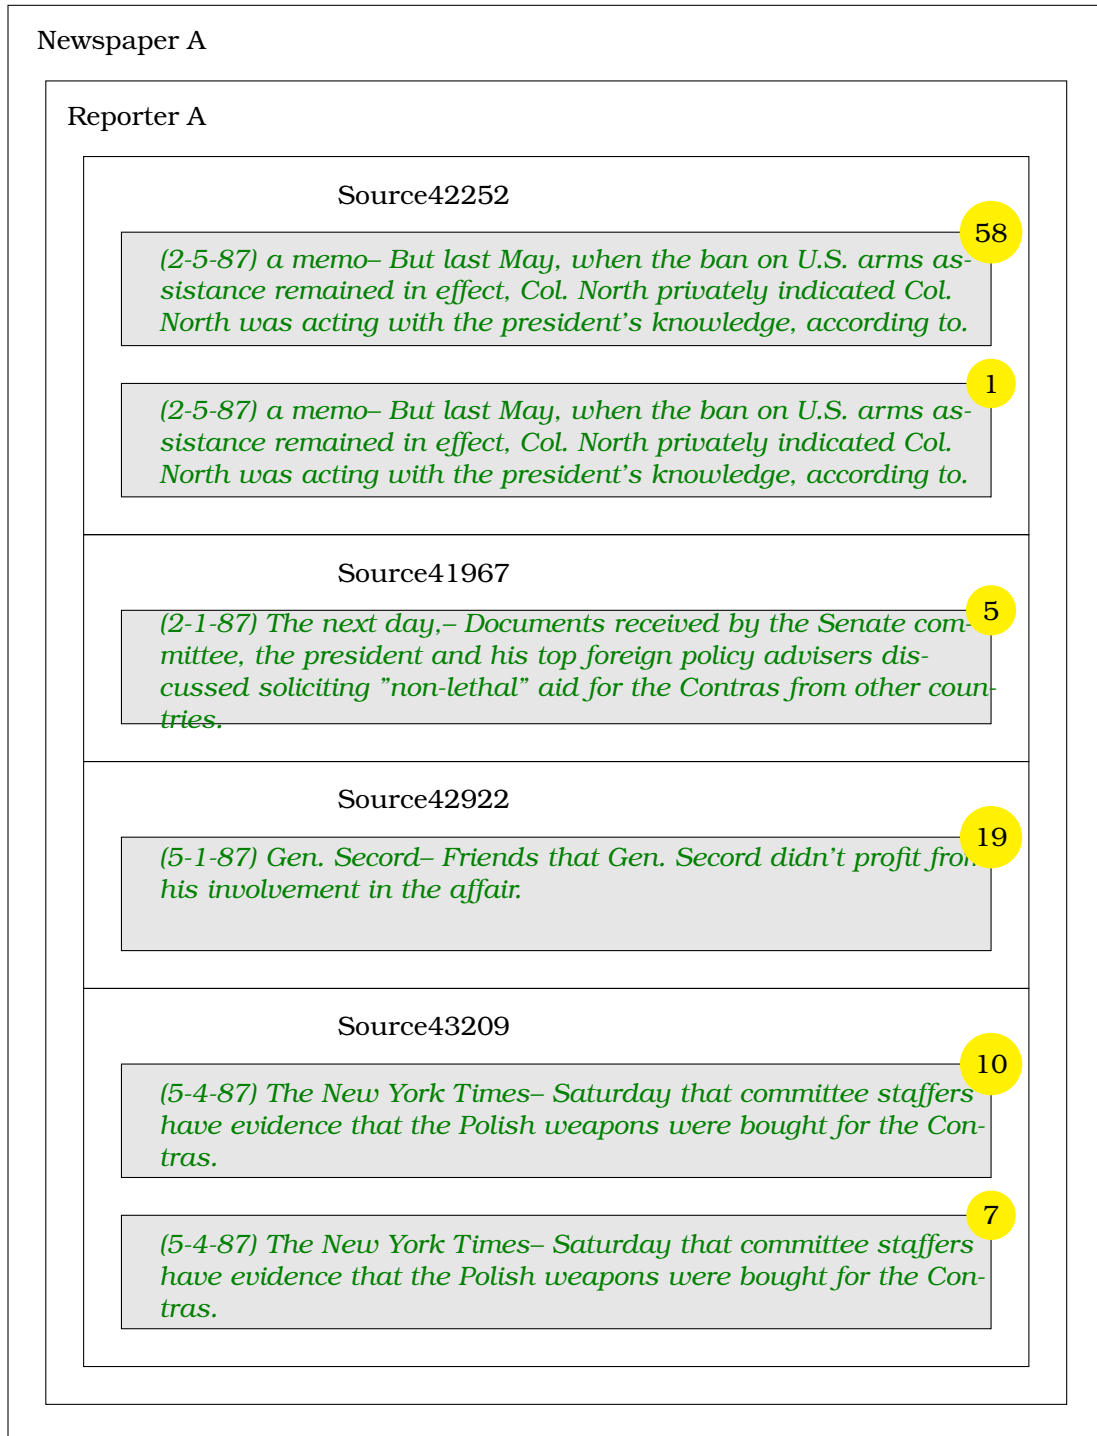 Newspaper A
Reporter A
Source42252
58
(2-5-87) a memo– But last May, when the ban on U.S. arms as-
sistance remained in effect, Col. North privately indicated Col.
North was acting with the president's knowledge, according to.
1
(2-5-87) a memo– But last May, when the ban on U.S. arms as-
sistance remained in effect, Col. North privately indicated Col.
North was acting with the president's knowledge, according to.
Source41967
5
(2-1-87) The next day,– Documents received by the Senate com-
mittee, the president and his top foreign policy advisers dis-
cussed soliciting ”non-lethal” aid for the Contras from other coun-
tries.
Source42922
19
(5-1-87) Gen. Secord– Friends that Gen. Secord didn't profit from
his involvement in the affair.
Source43209
10
(5-4-87) The New York Times– Saturday that committee staffers
have evidence that the Polish weapons were bought for the Con-
tras.
7
(5-4-87) The New York Times– Saturday that committee staffers
have evidence that the Polish weapons were bought for the Con-
tras.